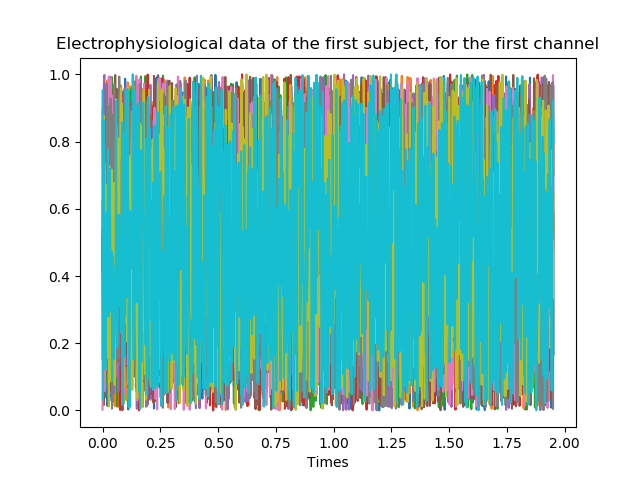 Electrophysiological data of the first subject, for the first channel
1.0
0.8
0.6
0.4
0.2
0.0
0.00 0.25 0.50 0.75 1.00 1.25 1.50 1.75 2.00
Times